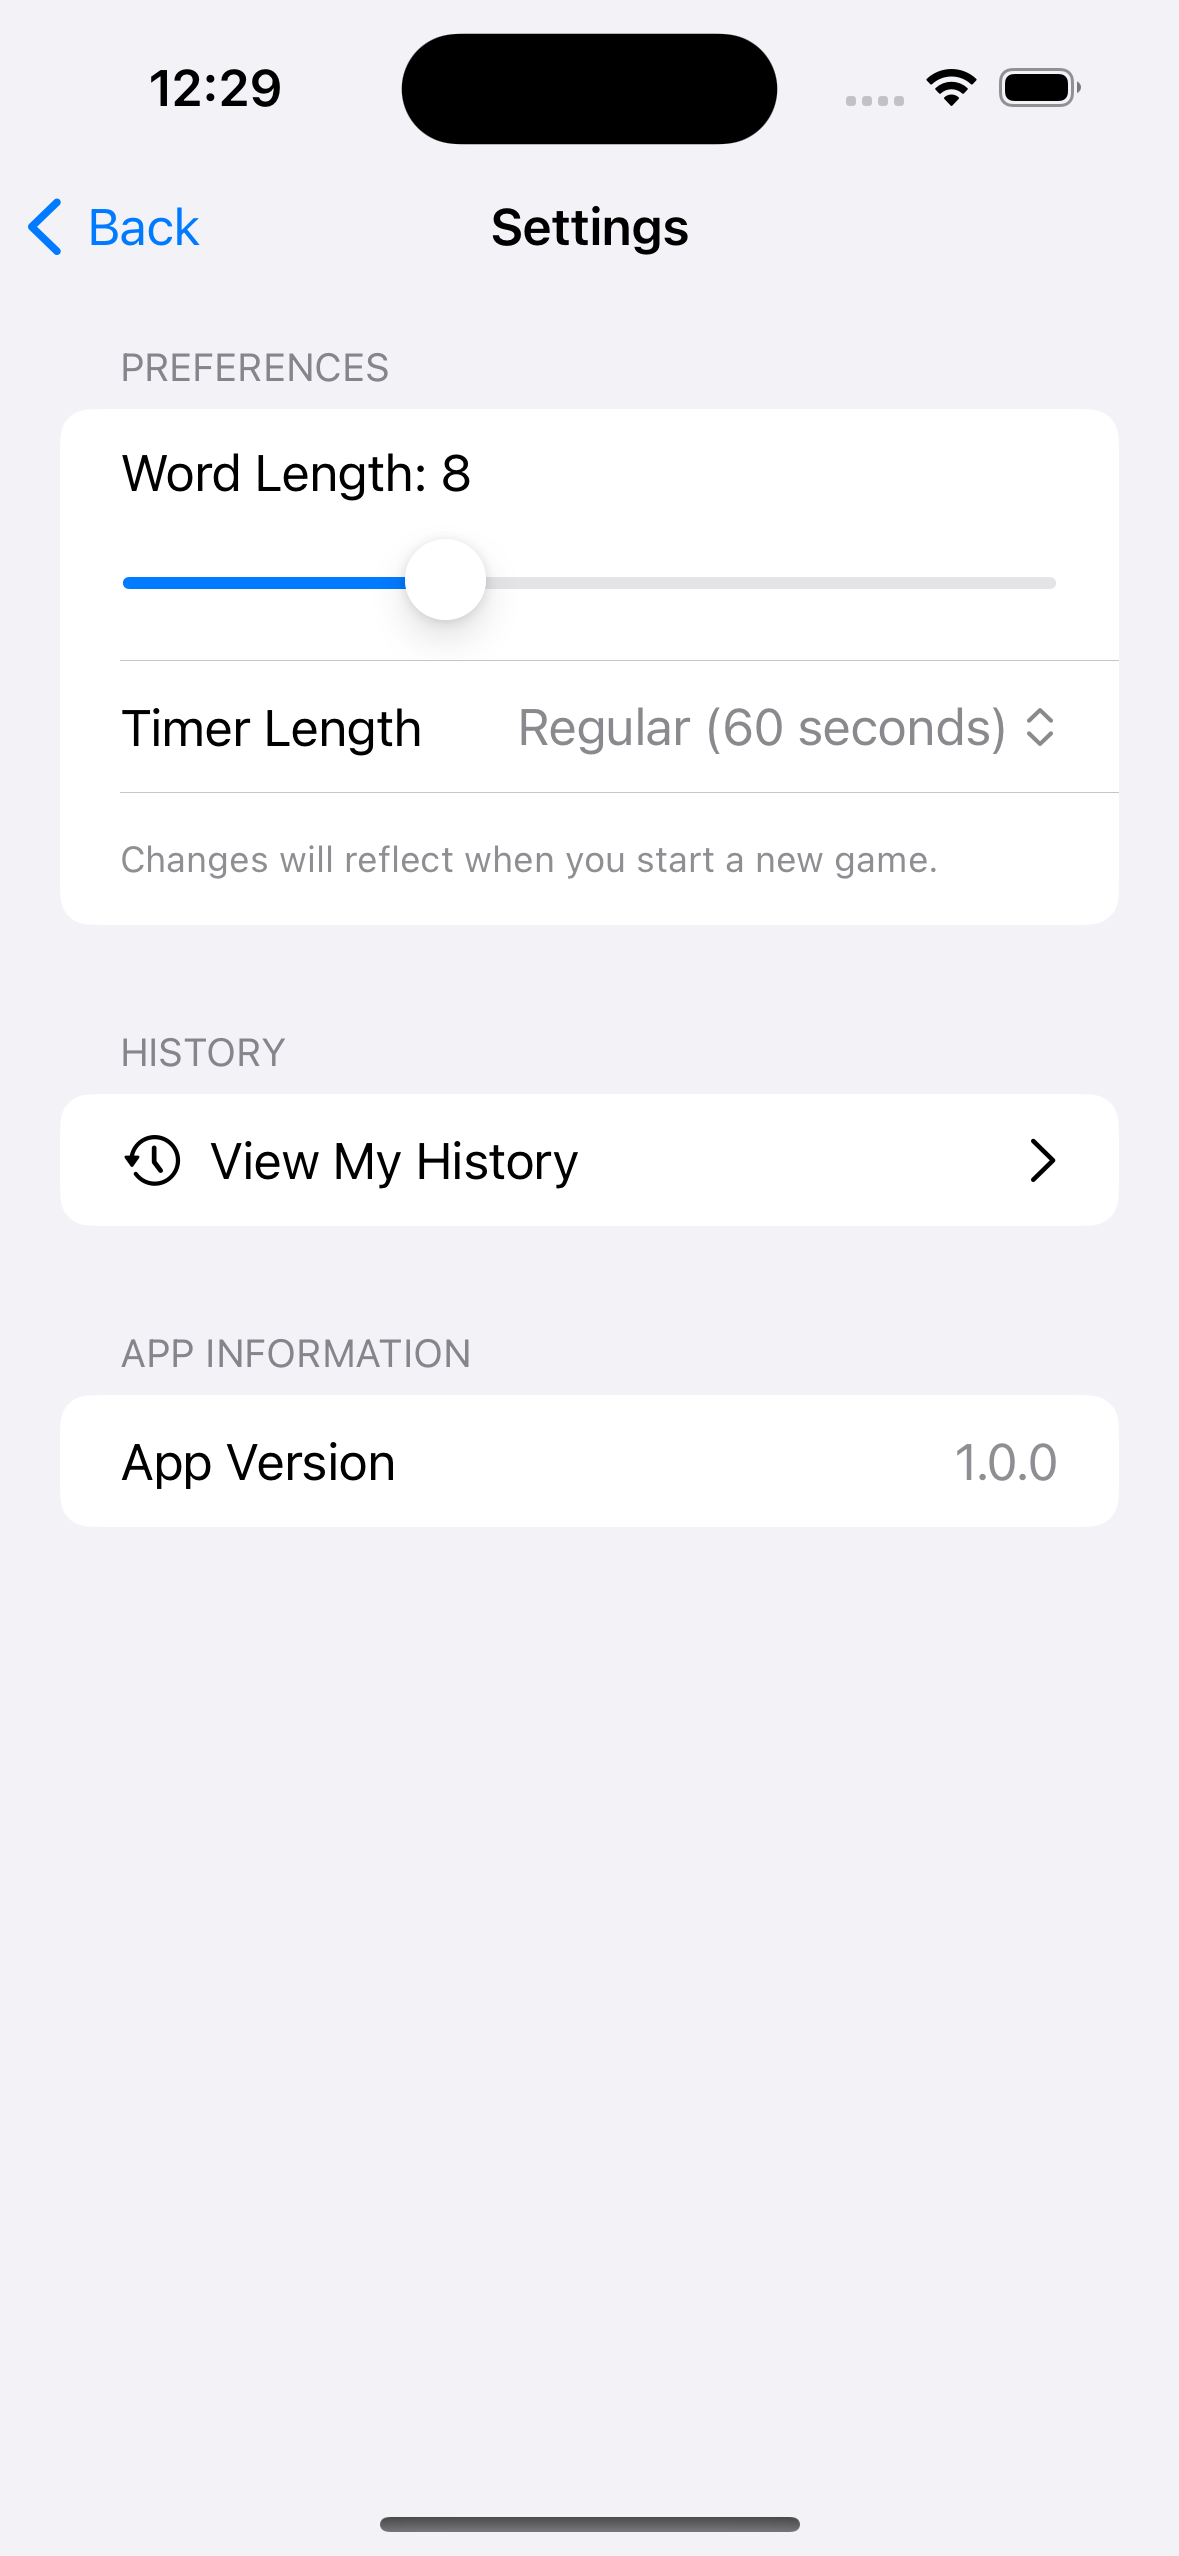 12:29
Back
Settings
PREFERENCES
Word Length: 8
Timer Length
Regular (60 seconds)
Changes will reflect when you start a new game.
HISTORY
View My History
APP INFORMATION
App Version
1.0.0